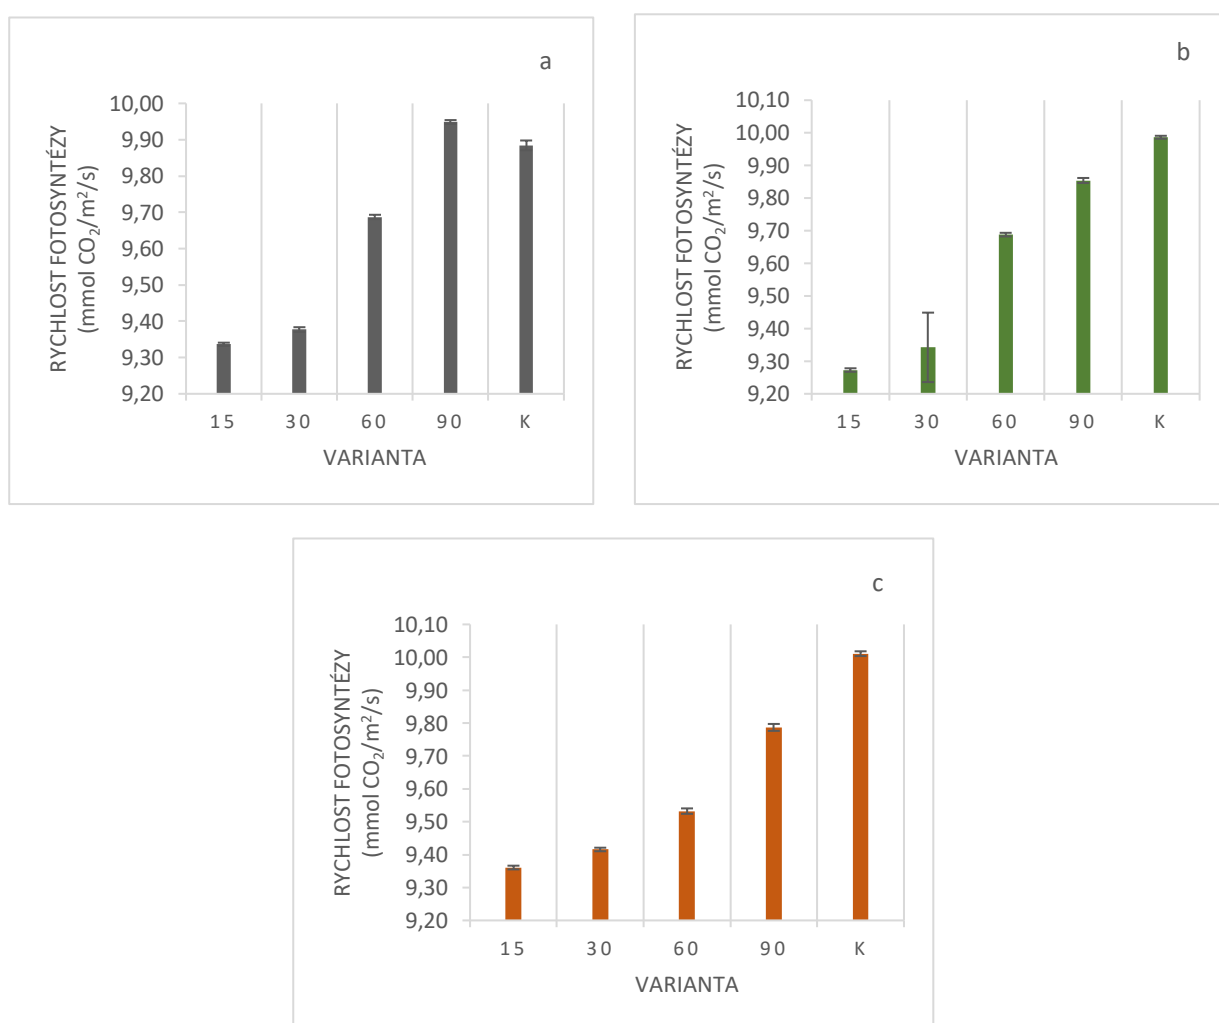 a
RYCHLOST FOTOSYNTÉZY
(mmol CO₂/m²/s)
10,00
9,90
9,80
9,70
9,60
9,50
9,40
9,30
9,20
15 30 60 90 K
VARIANTA
b
RYCHLOST FOTOSYNTÉZY
(mmol CO₂/m²/s)
10,10
10,00
9,90
9,80
9,70
9,60
9,50
9,40
9,30
9,20
15 30 60 90 K
VARIANTA
c
RYCHLOST FOTOSYNTÉZY
(mmol CO₂/m²/s)
10,10
10,00
9,90
9,80
9,70
9,60
9,50
9,40
9,30
9,20
15 30 60 90 K
VARIANTA